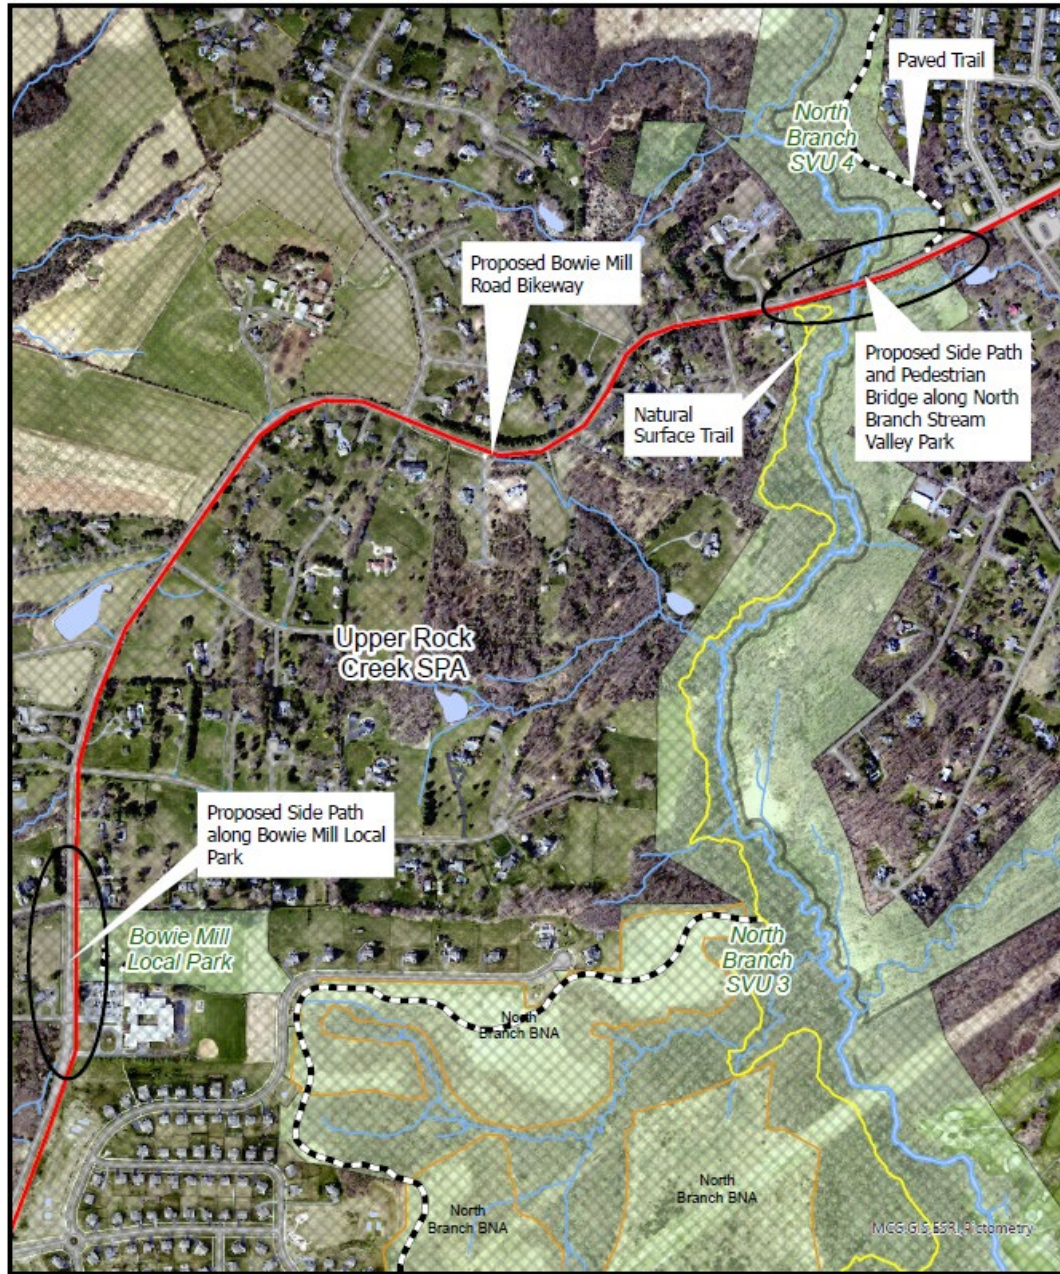 Paved Trail
North
Branch
SVU 4
Proposed Bowie Mill
Road Bikeway
Proposed Side Path
and Pedestrian
Bridge along North
Branch Stream
Valley Park
Natural
Surface Trail
Upper Rock
Creek SPA
Proposed Side Path
along Bowie Mill Local
Park
Bowie Mill
Local Park
North
Branch
SVU 3
North
Branch BNA
North
Branch BNA
North
Branch BNA
MCG GIS, ESRI, Pictometry